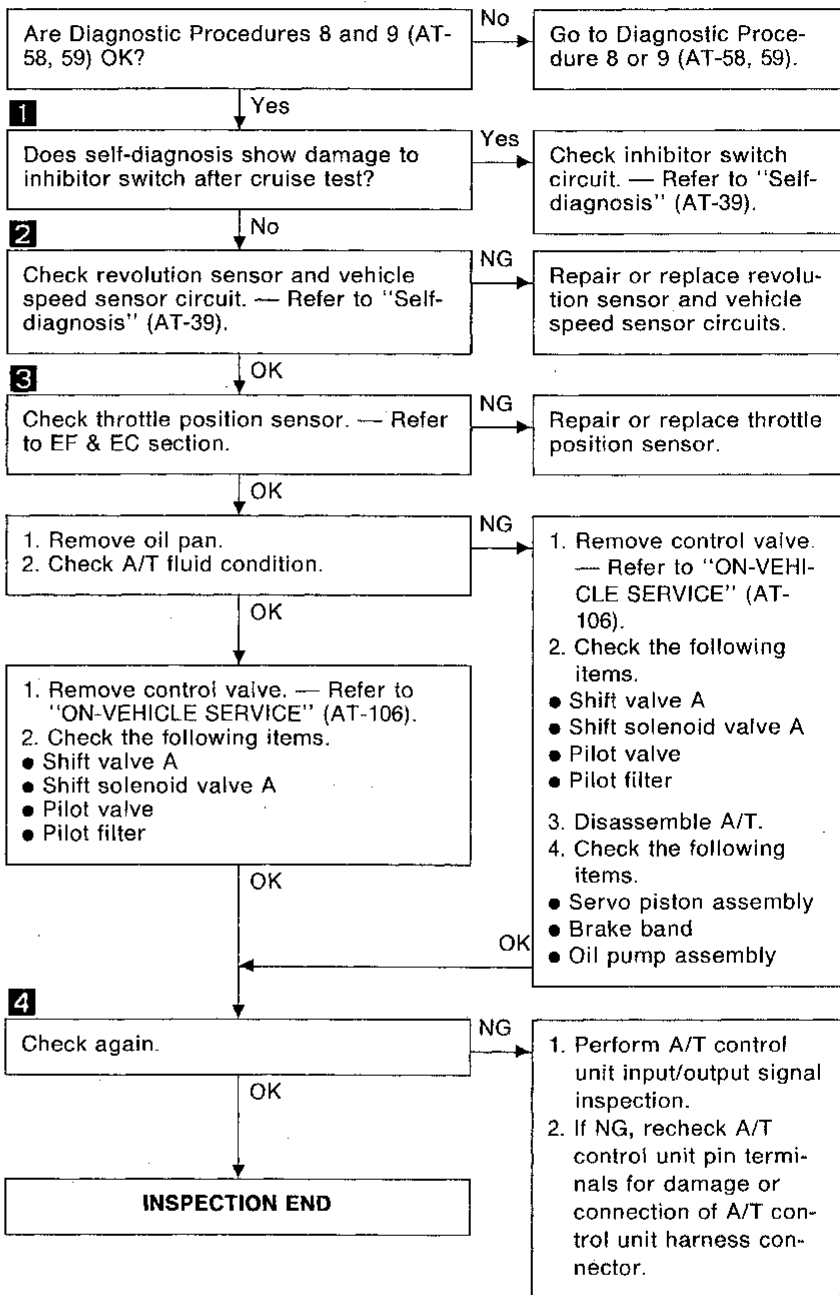 Are Diagnostic Procedures 8 and 9 (AT-
58, 59) OK?
No
Go to Diagnostic Proce-
dure 8 or 9 (AT-58, 59).
Yes
1
Does self-diagnosis show damage to
inhibitor switch after cruise test?
Yes
Check inhibitor switch
circuit. — Refer to "Self-
diagnosis" (AT-39).
No
2
Check revolution sensor and vehicle
speed sensor circuit. — Refer to "Self-
diagnosis" (AT-39).
NG
Repair or replace revolu-
tion sensor and vehicle
speed sensor circuits.
OK
3
Check throttle position sensor. — Refer
to EF & EC section.
NG
Repair or replace throttle
position sensor.
OK
1. Remove oil pan.
2. Check A/T fluid condition.
NG
1. Remove control valve.
— Refer to "ON-VEHI-
CLE SERVICE" (AT-
106).
2. Check the following
items.
● Shift valve A
● Shift solenoid valve A
● Pilot valve
● Pilot filter
3. Disassemble A/T.
4. Check the following
items.
● Servo piston assembly
● Brake band
● Oil pump assembly
OK
1. Remove control valve. — Refer to
"ON-VEHICLE SERVICE" (AT-106).
2. Check the following items.
● Shift valve A
● Shift solenoid valve A
● Pilot valve
● Pilot filter
OK
OK
4
Check again.
NG
1. Perform A/T control
unit input/output signal
inspection.
2. If NG, recheck A/T
control unit pin termi-
nals for damage or
connection of A/T con-
trol unit harness con-
nector.
OK
INSPECTION END